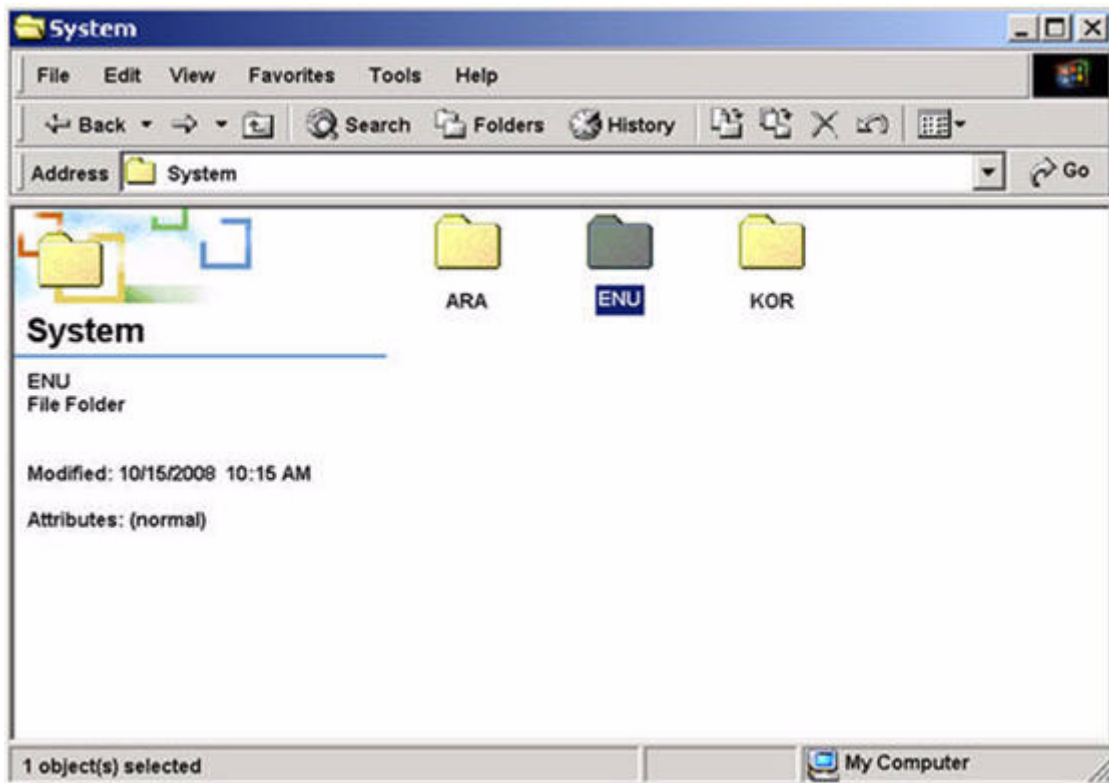 System
File Edit View Favorites Tools Help
Back Search Folders History
Address System Go
ARA ENU KOR
System
ENU
File Folder
Modified: 10/15/2008 10:15 AM
Attributes: (normal)
1 object(s) selected My Computer